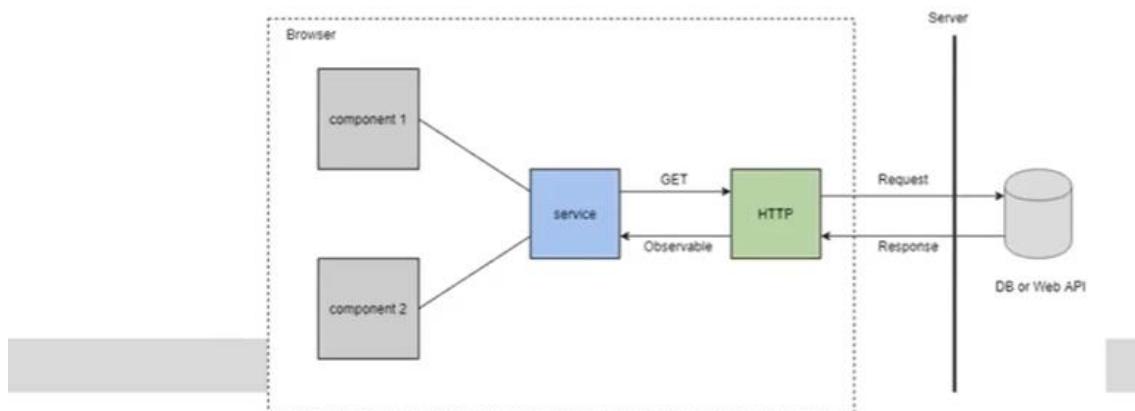 Server
Browser
component 1
GET
Request
service
HTTP
Observable
Response
component 2
DB or Web API